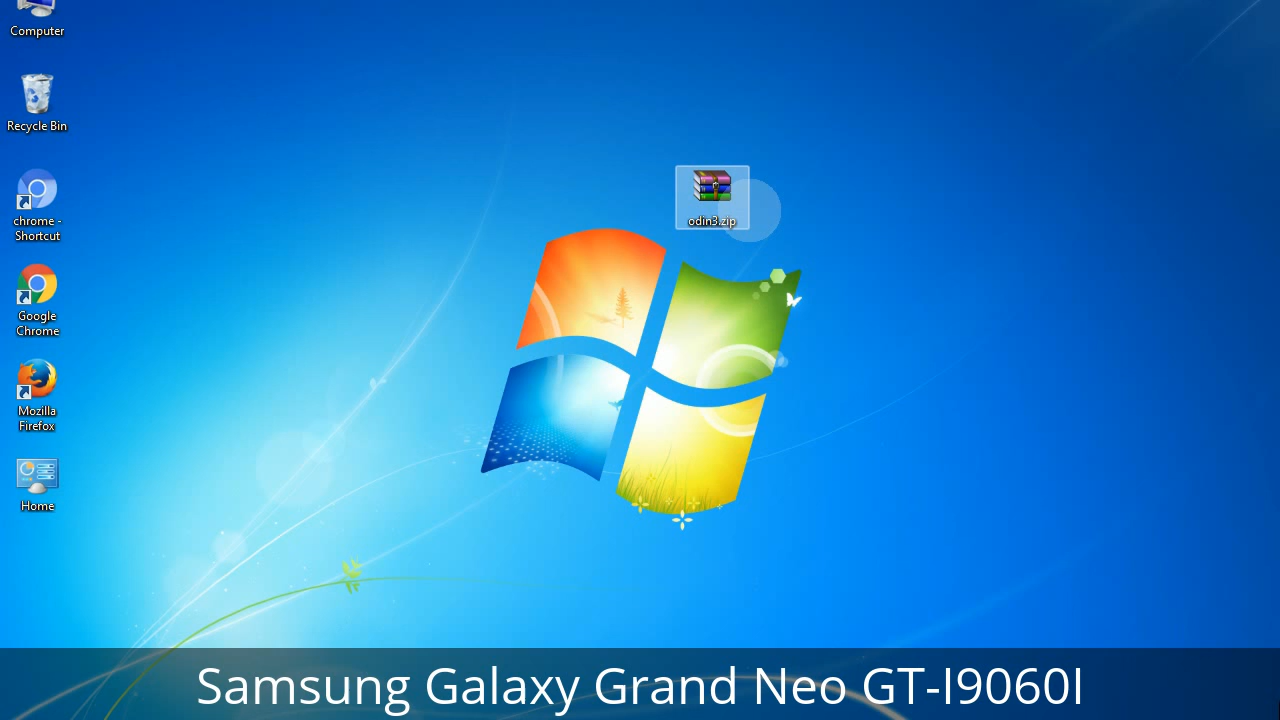 Computer
Recycle Bin
chrome -
Shortcut
Google
Chrome
Mozilla
Firefox
Home
odin3.zip
Samsung Galaxy Grand Neo GT-I9060I